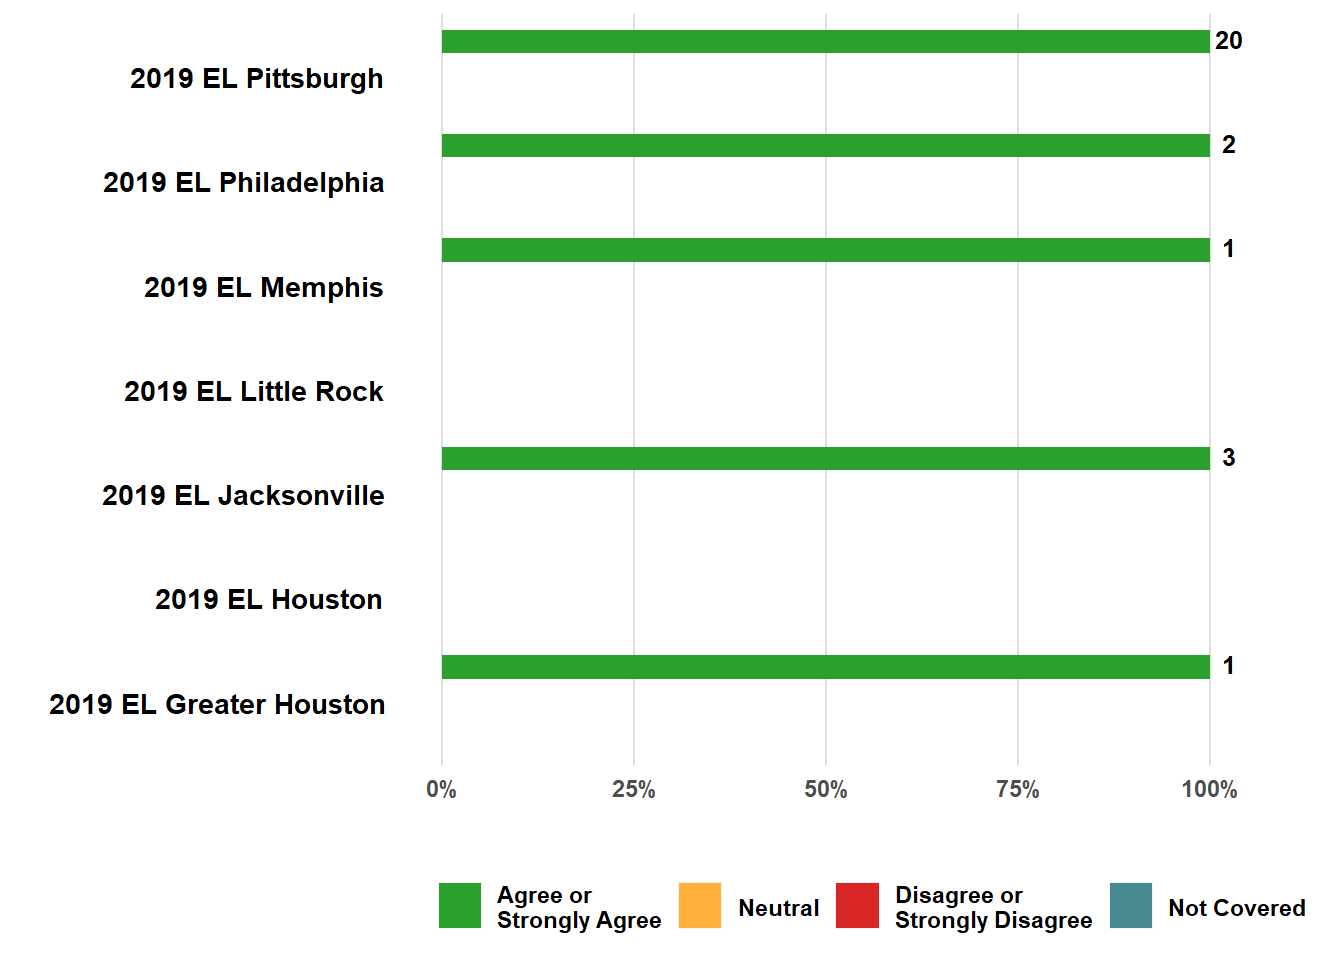 20
2019 EL Pittsburgh
2
2019 EL Philadelphia
1
2019 EL Memphis
2019 EL Little Rock
3
2019 EL Jacksonville
2019 EL Houston
1
2019 EL Greater Houston
0% 25% 50% 75% 100%
Agree or
Strongly Agree
Neutral
Disagree or
Strongly Disagree
Not Covered